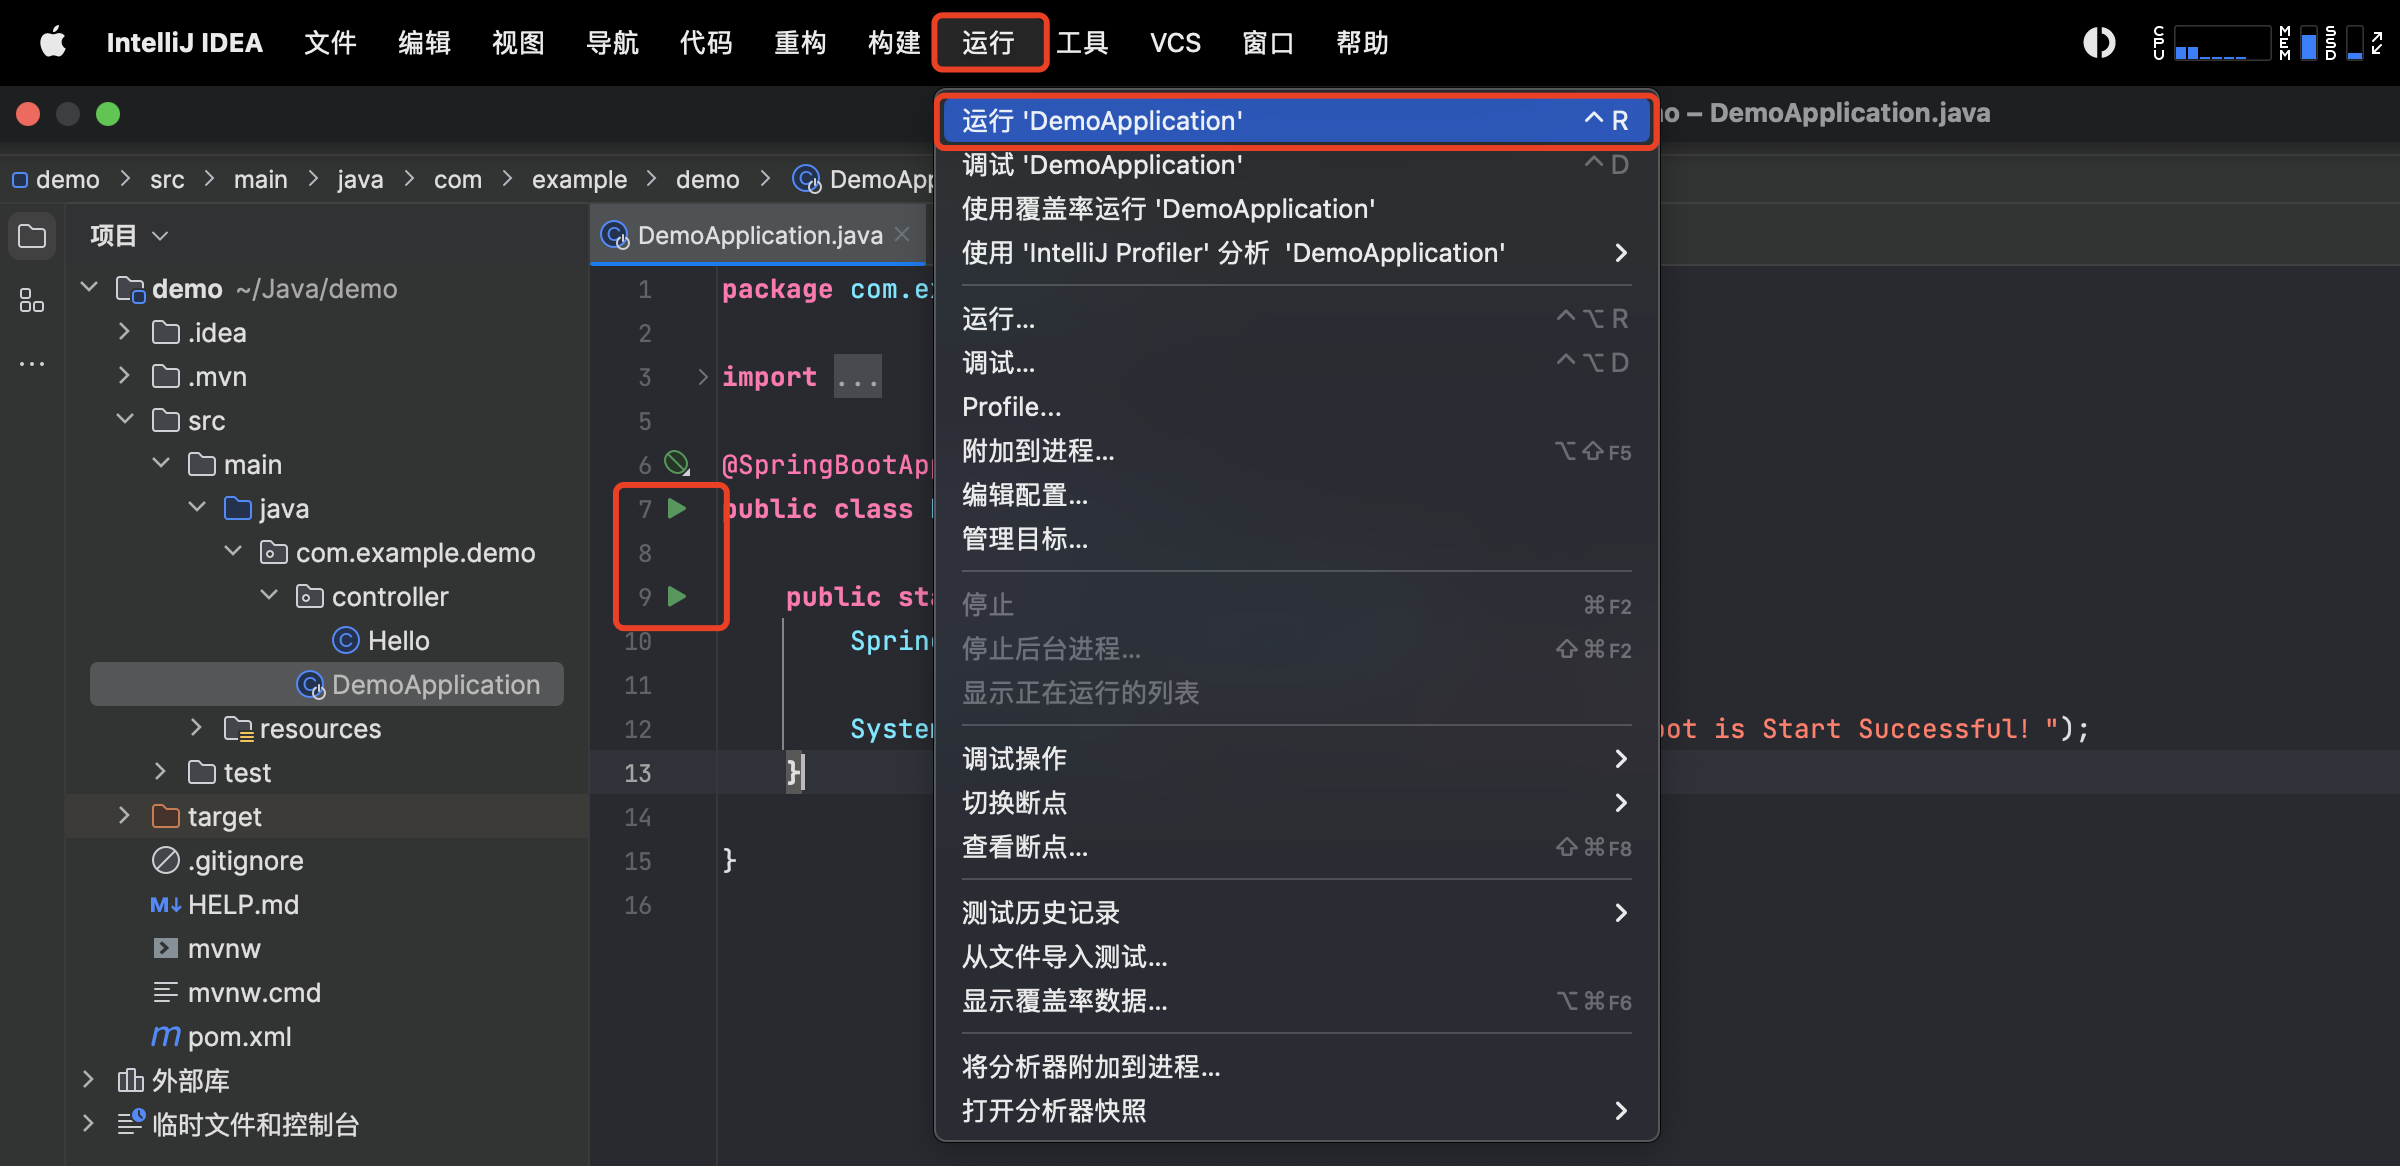 IntelliJ IDEA 文件 编辑 视图 导航 代码 重构 构建 运行 工具 VCS 窗口 帮助 CPU MEM SSD
o – DemoApplication.java
demo src main java com example demo DemoApp
项目
DemoApplication.java
demo ~/Java/demo
.idea
.mvn
src
main
java
com.example.demo
controller
Hello
DemoApplication
resources
test
target
.gitignore
M↓ HELP.md
mvnw
mvnw.cmd
m pom.xml
外部库
临时文件和控制台
1 package com.e
2
3 import ...
5
6 @SpringBootAp
7 public class
8
9 public st
10 Sprin
11
12 System oot is Start Successful! ");
13 }
14
15 }
16
运行 'DemoApplication' ⌃ R
调试 'DemoApplication' ⌃ D
使用覆盖率运行 'DemoApplication'
使用 'IntelliJ Profiler' 分析 'DemoApplication'
运行... ⌃⌥R
调试... ⌃⌥D
Profile...
附加到进程... ⌥⇧F5
编辑配置...
管理目标...
停止 ⌘F2
停止后台进程... ⇧⌘F2
显示正在运行的列表
调试操作
切换断点
查看断点... ⇧⌘F8
测试历史记录
从文件导入测试...
显示覆盖率数据... ⌥⌘F6
将分析器附加到进程...
打开分析器快照